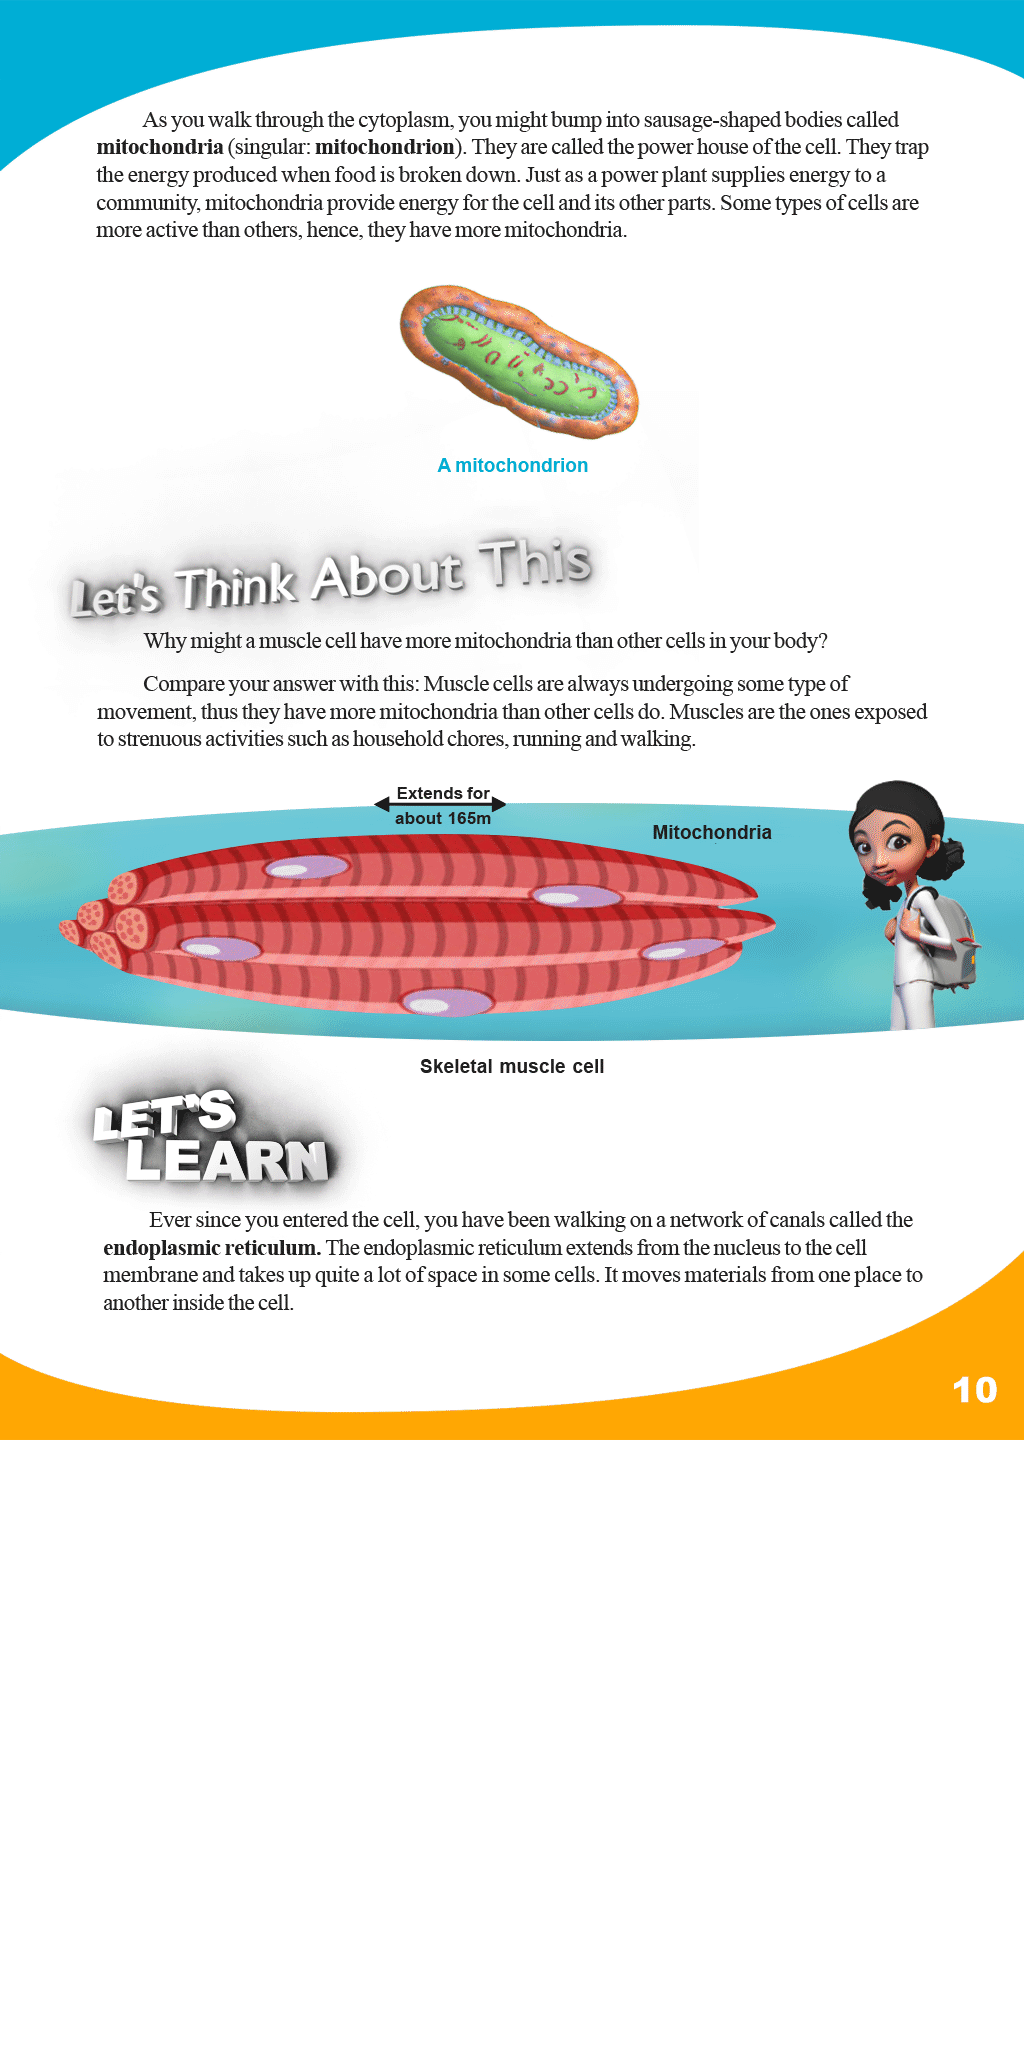 As you walk through the cytoplasm, you might bump into sausage-shaped bodies called
mitochondria (singular: mitochondrion). They are called the power house of the cell. They trap
the energy produced when food is broken down. Just as a power plant supplies energy to a
community, mitochondria provide energy for the cell and its other parts. Some types of cells are
more active than others, hence, they have more mitochondria.
A mitochondrion
Let's Think About This
Why might a muscle cell have more mitochondria than other cells in your body?
Compare your answer with this: Muscle cells are always undergoing some type of
movement, thus they have more mitochondria than other cells do. Muscles are the ones exposed
to strenuous activities such as household chores, running and walking.
Extends for
about 165m
Mitochondria
Skeletal muscle cell
LET'S
LEARN
Ever since you entered the cell, you have been walking on a network of canals called the
endoplasmic reticulum. The endoplasmic reticulum extends from the nucleus to the cell
membrane and takes up quite a lot of space in some cells. It moves materials from one place to
another inside the cell.
10